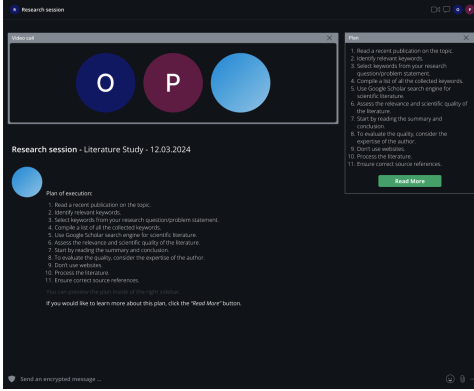 R Research session
O P
Video call
O P
Plan
1. Read a recent publication on the topic.
2. Identify relevant keywords.
3. Select keywords from your research
question/problem statement.
4. Compile a list of all the collected keywords.
5. Use Google Scholar search engine for
scientific literature.
6. Assess the relevance and scientific quality of
the literature.
7. Start by reading the summary and
conclusion.
8. To evaluate the quality, consider the
expertise of the author.
9. Don't use websites.
10. Process the literature.
11. Ensure correct source references.
Read More
Research session - Literature Study - 12.03.2024
Plan of execution:
1. Read a recent publication on the topic.
2. Identify relevant keywords.
3. Select keywords from your research question/problem statement.
4. Compile a list of all the collected keywords.
5. Use Google Scholar search engine for scientific literature.
6. Assess the relevance and scientific quality of the literature.
7. Start by reading the summary and conclusion.
8. To evaluate the quality, consider the expertise of the author.
9. Don't use websites.
10. Process the literature.
11. Ensure correct source references.
You can preview the plan inside of the right sidebar.
If you would like to learn more about this plan, click the "Read More" button.
Send an encrypted message ...